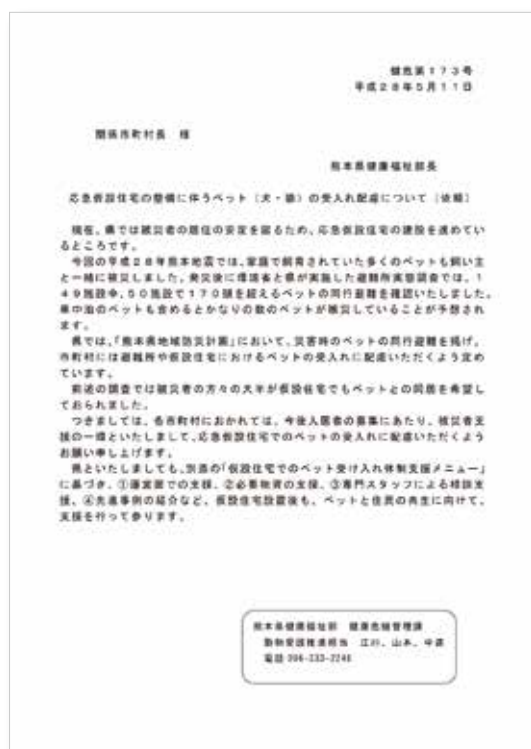 健危第173号
平成28年5月11日
関係市町村長 様
熊本県健康福祉部長
応急仮設住宅の整備に伴うペット（犬・猫）の受入れ配慮について（依頼）
現在、県では被災者の居住の安定を図るため、応急仮設住宅の建設を進めてい
るところです。
今回の平成28年熊本地震では、家庭で飼育されていた多くのペットも飼い主
と一緒に被災しました。発災後に環境省と県が実施した避難所実態調査では、1
49施設中、50施設で170頭を超えるペットの同行避難を確認いたしました。
車中泊のペットも含めるとかなりの数のペットが被災していることが予想され
ます。
県では、「熊本県地域防災計画」において、災害時のペットの同行避難を掲げ、
市町村には避難所や仮設住宅におけるペットの受入れに配慮いただくよう定め
ています。
前述の調査では被災者の方々の大半が仮設住宅でもペットとの同居を希望し
ておられました。
つきましては、各市町村におかれては、今後入居者の募集にあたり、被災者支
援の一環といたしまして、応急仮設住宅でのペットの受入れに配慮いただくよう
お願い申し上げます。
県といたしましても、別添の「仮設住宅でのペット受け入れ体制支援メニュー」
に基づき、①運営面での支援、②必要物資の支援、③専門スタッフによる相談支
援、④先進事例の紹介など、仮設住宅設置後も、ペットと住民の共生に向けて、
支援を行って参ります。
熊本県健康福祉部 健康危機管理課
動物愛護推進担当 江川、山本、中
電話 096-333-2246